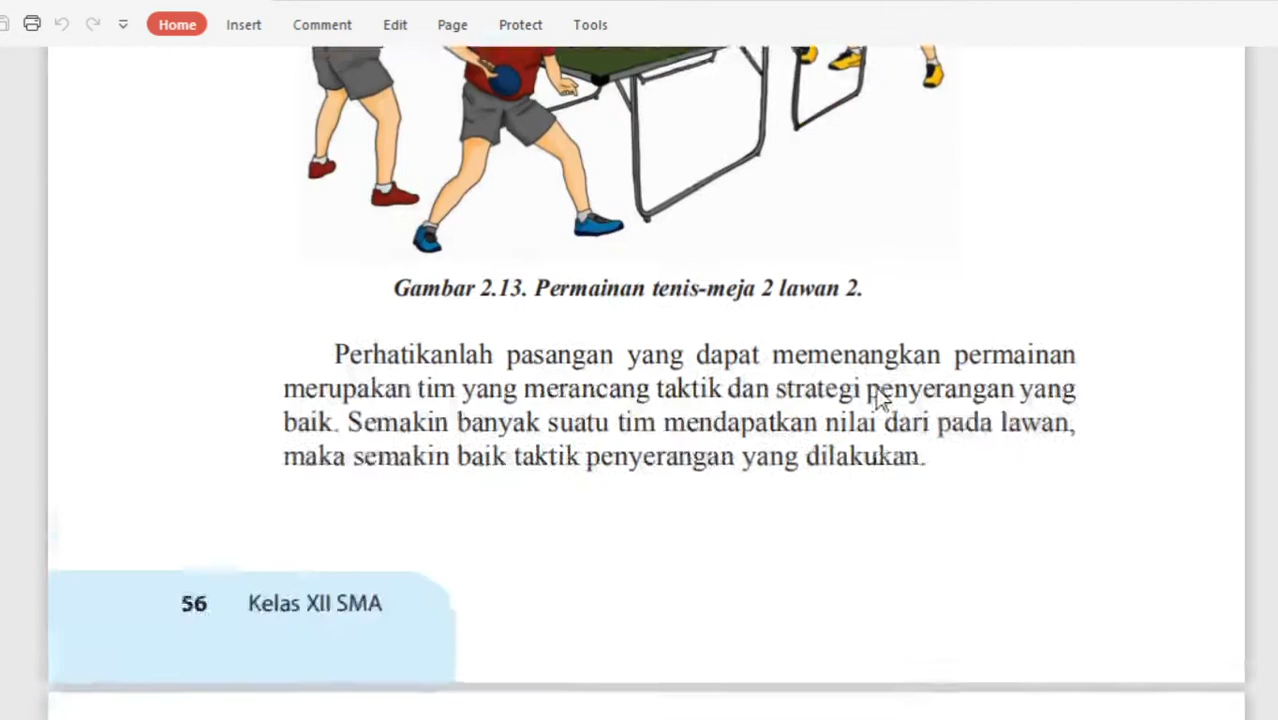 Home Insert Comment Edit Page Protect Tools
Gambar 2.13. Permainan tenis-meja 2 lawan 2.
Perhatikanlah pasangan yang dapat memenangkan permainan
merupakan tim yang merancang taktik dan strategi penyerangan yang
baik. Semakin banyak suatu tim mendapatkan nilai dari pada lawan,
maka semakin baik taktik penyerangan yang dilakukan.
56 Kelas XII SMA